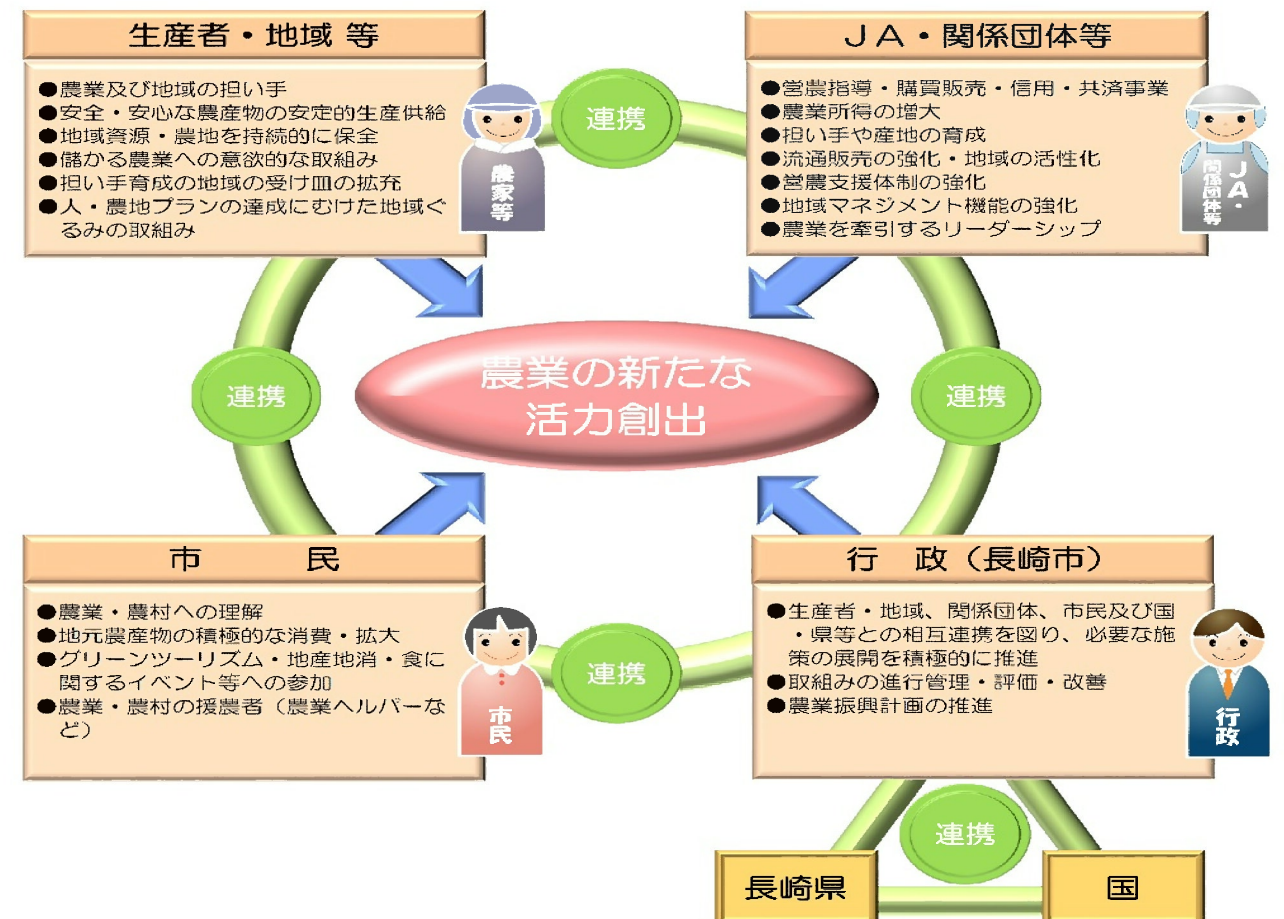 生産者・地域 等
●農業及び地域の担い手
●安全・安心な農産物の安定的生産供給
●地域資源・農地を持続的に保全
●儲かる農業への意欲的な取組み
●担い手育成の地域の受け皿の拡充
●人・農地プランの達成にむけた地域ぐ
るみの取組み
農家等
連携
ＪＡ・関係団体等
●営農指導・購買販売・信用・共済事業
●農業所得の増大
●担い手や産地の育成
●流通販売の強化・地域の活性化
●営農支援体制の強化
●地域マネジメント機能の強化
●農業を牽引するリーダーシップ
ＪＡ・
関係団体等
連携
農業の新たな
活力創出
連携
市　　　民
●農業・農村への理解
●地元農産物の積極的な消費・拡大
●グリーンツーリズム・地産地消・食に
関するイベント等への参加
●農業・農村の援農者（農業ヘルパーな
ど）
市民
連携
行　政（長崎市）
●生産者・地域、関係団体、市民及び国
・県等との相互連携を図り、必要な施
策の展開を積極的に推進
●取組みの進行管理・評価・改善
●農業振興計画の推進
行政
連携
長崎県
国